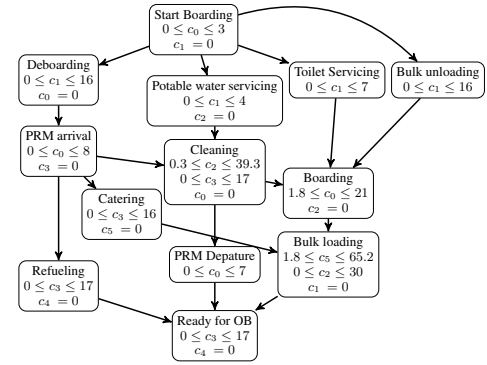 Start Boarding
0 ≤ c₀ ≤ 3
c₁ = 0
Deboarding
0 ≤ c₁ ≤ 16
c₀ = 0
Potable water servicing
0 ≤ c₁ ≤ 4
c₂ = 0
Toilet Servicing
0 ≤ c₁ ≤ 7
Bulk unloading
0 ≤ c₁ ≤ 16
PRM arrival
0 ≤ c₀ ≤ 8
c₃ = 0
Cleaning
0.3 ≤ c₂ ≤ 39.3
0 ≤ c₃ ≤ 17
c₀ = 0
Boarding
1.8 ≤ c₀ ≤ 21
c₂ = 0
Catering
0 ≤ c₃ ≤ 16
c₅ = 0
PRM Depature
0 ≤ c₀ ≤ 7
Bulk loading
1.8 ≤ c₅ ≤ 65.2
0 ≤ c₂ ≤ 30
c₁ = 0
Refueling
0 ≤ c₃ ≤ 17
c₄ = 0
Ready for OB
0 ≤ c₃ ≤ 17
c₄ = 0